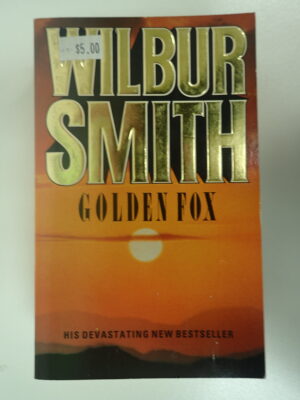 $5.00
WILBUR
SMITH
GOLDEN FOX
HIS DEVASTATING NEW BESTSELLER